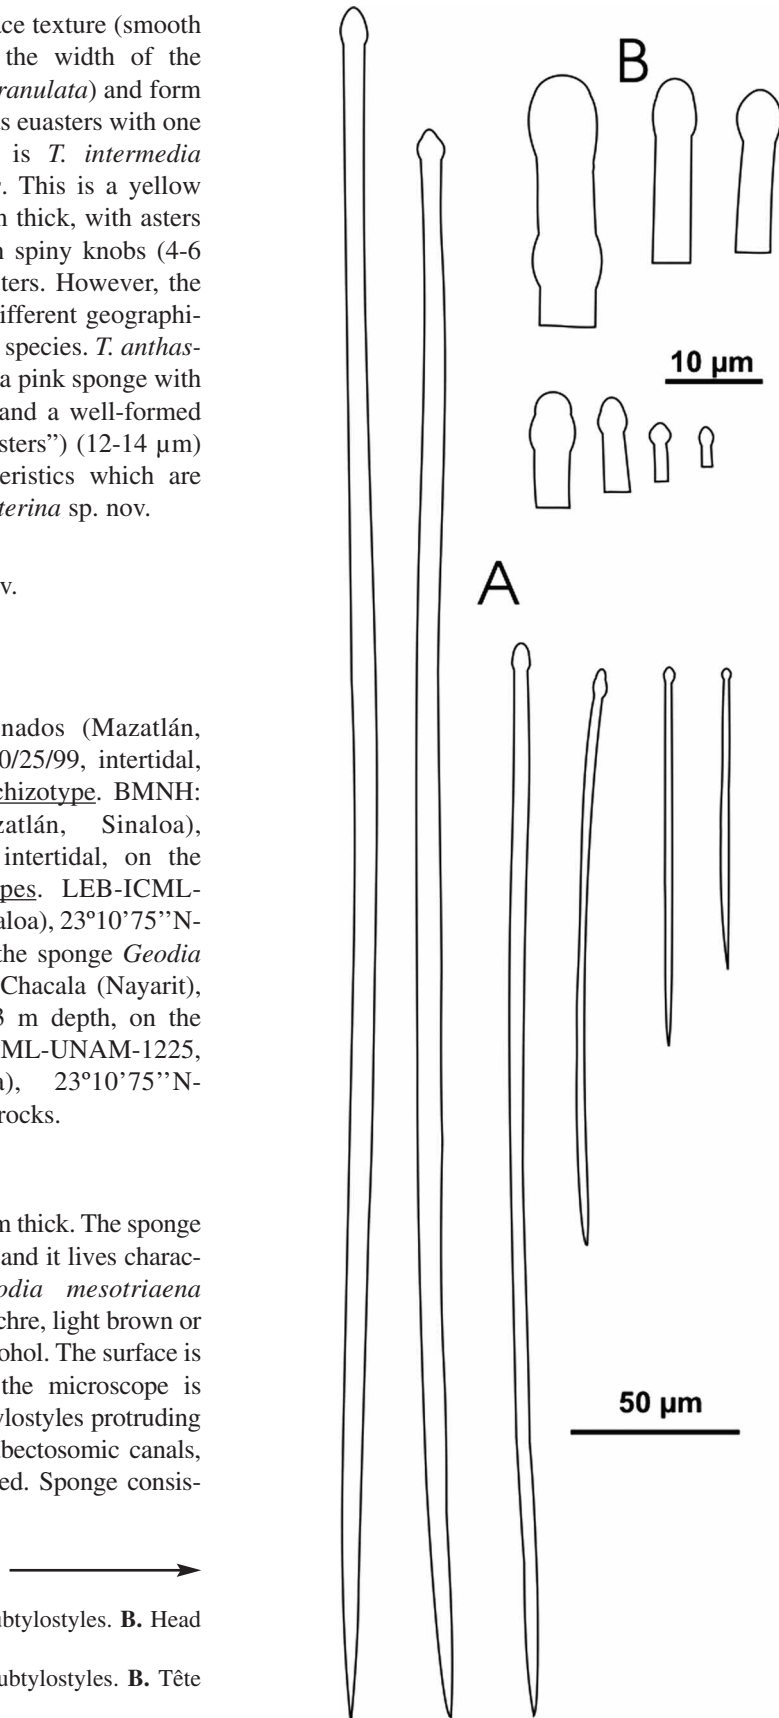 ace texture (smooth
the width of the
ranulata) and form
s euasters with one
is T. intermedia
. This is a yellow
n thick, with asters
n spiny knobs (4-6
ters. However, the
ifferent geographi-
species. T. anthas-
a pink sponge with
and a well-formed
sters”) (12-14 µm)
eristics which are
terina sp. nov.
v.
nados (Mazatlán,
0/25/99, intertidal,
chizotype. BMNH:
zatlán, Sinaloa),
intertidal, on the
pes. LEB-ICML-
aloa), 23º10’75’’N-
the sponge Geodia
Chacala (Nayarit),
3 m depth, on the
ML-UNAM-1225,
a), 23º10’75’’N-
rocks.
m thick. The sponge
and it lives charac-
odia mesotriaena
chre, light brown or
ohol. The surface is
the microscope is
ylostyles protruding
bectosomic canals,
ed. Sponge consis-
ubtylostyles. B. Head
ubtylostyles. B. Tête
B
10 µm
A
50 µm